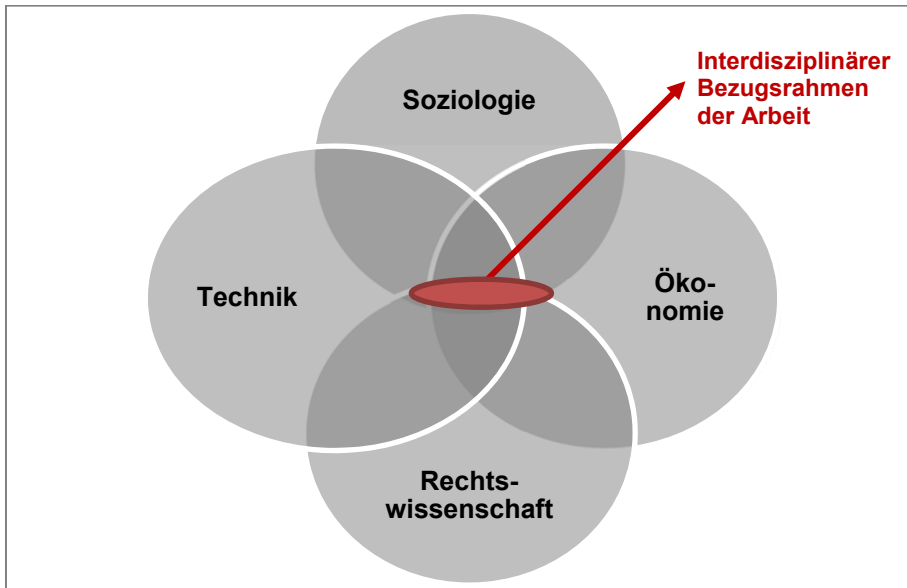 Soziologie
Interdisziplinärer
Bezugsrahmen
der Arbeit
Technik
Öko-
nomie
Rechts-
wissenschaft